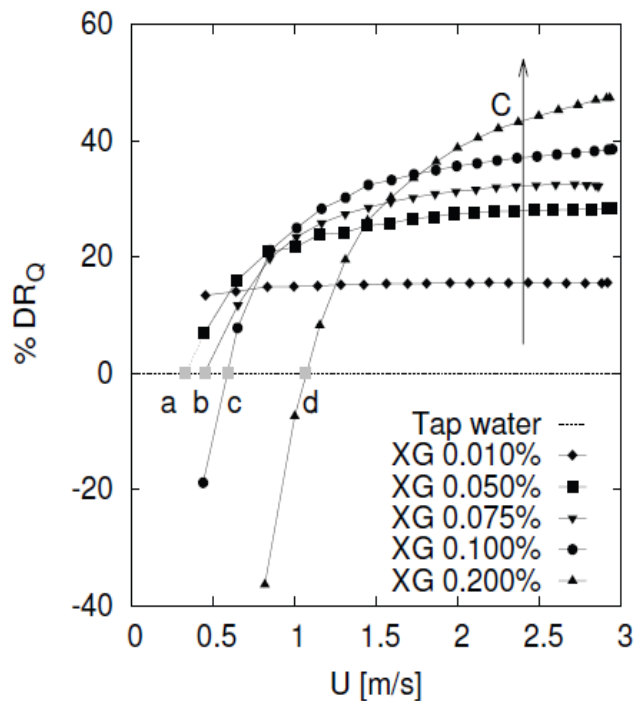 60
40
20
0
-20
-40
% DR_Q
C
a b c d
Tap water
XG 0.010%
XG 0.050%
XG 0.075%
XG 0.100%
XG 0.200%
0 0.5 1 1.5 2 2.5 3
U [m/s]